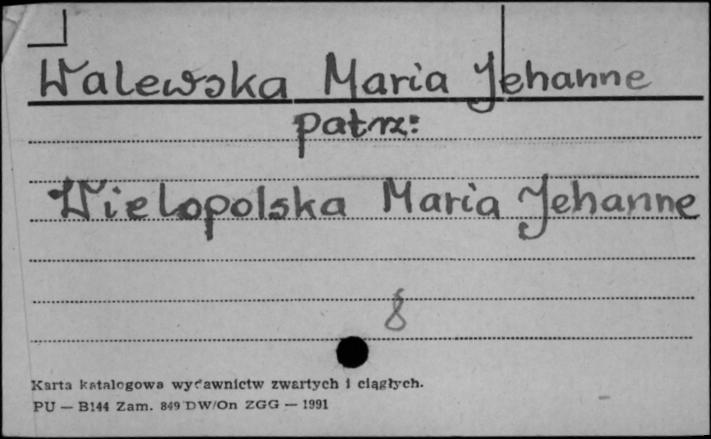 Walewska Maria Jehanne
patrz:
Wielopolska Maria Jehanne
8
Karta katalogowa wydawnictw zwartych i ciągłych.
PU — B144 Zam. 849 DW/On ZGG — 1991